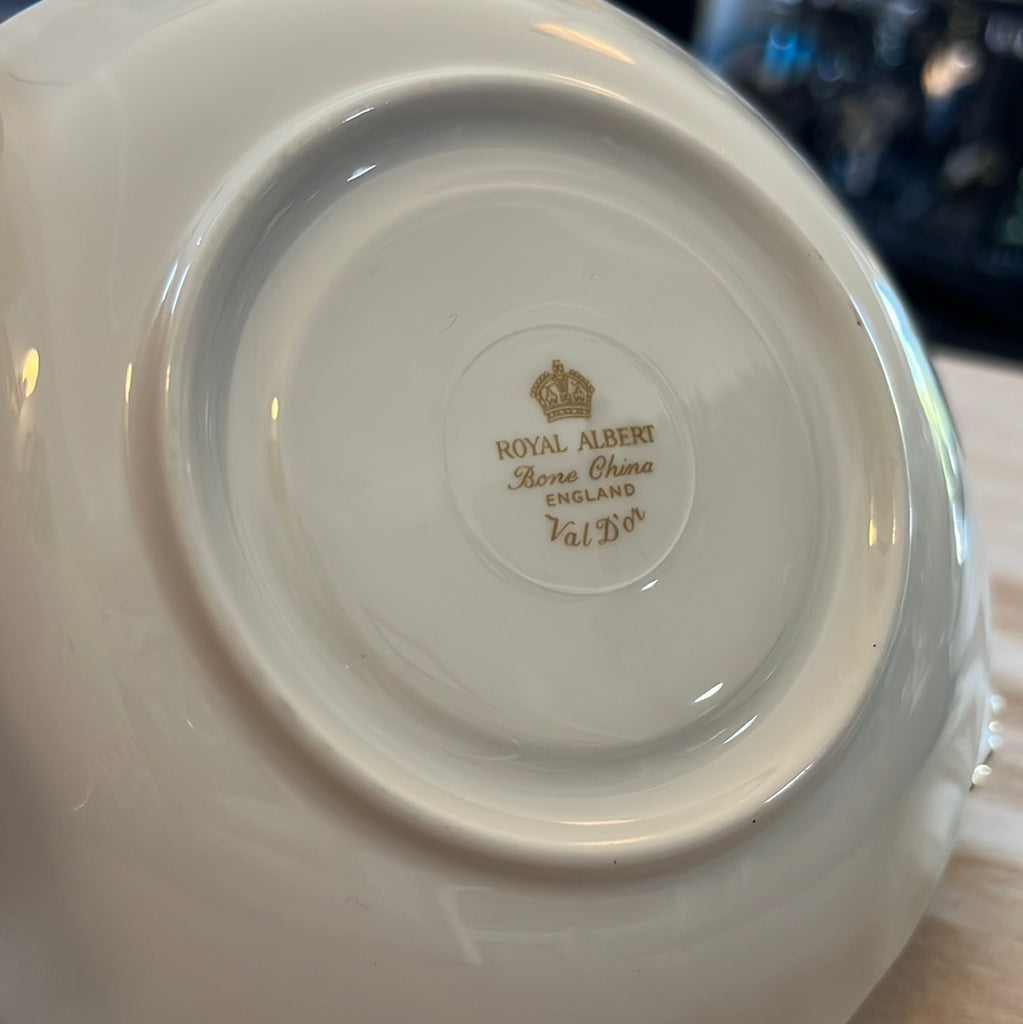 ROYAL ALBERT
Bone China
ENGLAND
Val D'or